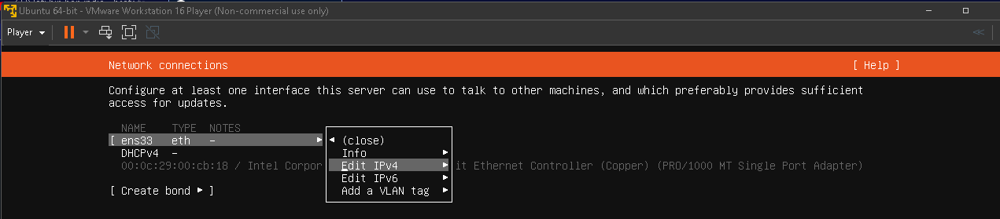 Ubuntu 64-bit - VMware Workstation 16 Player (Non-commercial use only)
Player
Network connections [ Help ]
Configure at least one interface this server can use to talk to other machines, and which preferably provides sufficient
access for updates.
NAME TYPE NOTES
[ ens33 eth -
(close)
DHCPv4 -
Info
00:0c:29:00:cb:18 / Intel Corpor
Edit IPv4
it Ethernet Controller (Copper) (PRO/1000 MT Single Port Adapter)
Edit IPv6
[ Create bond ]
Add a VLAN tag